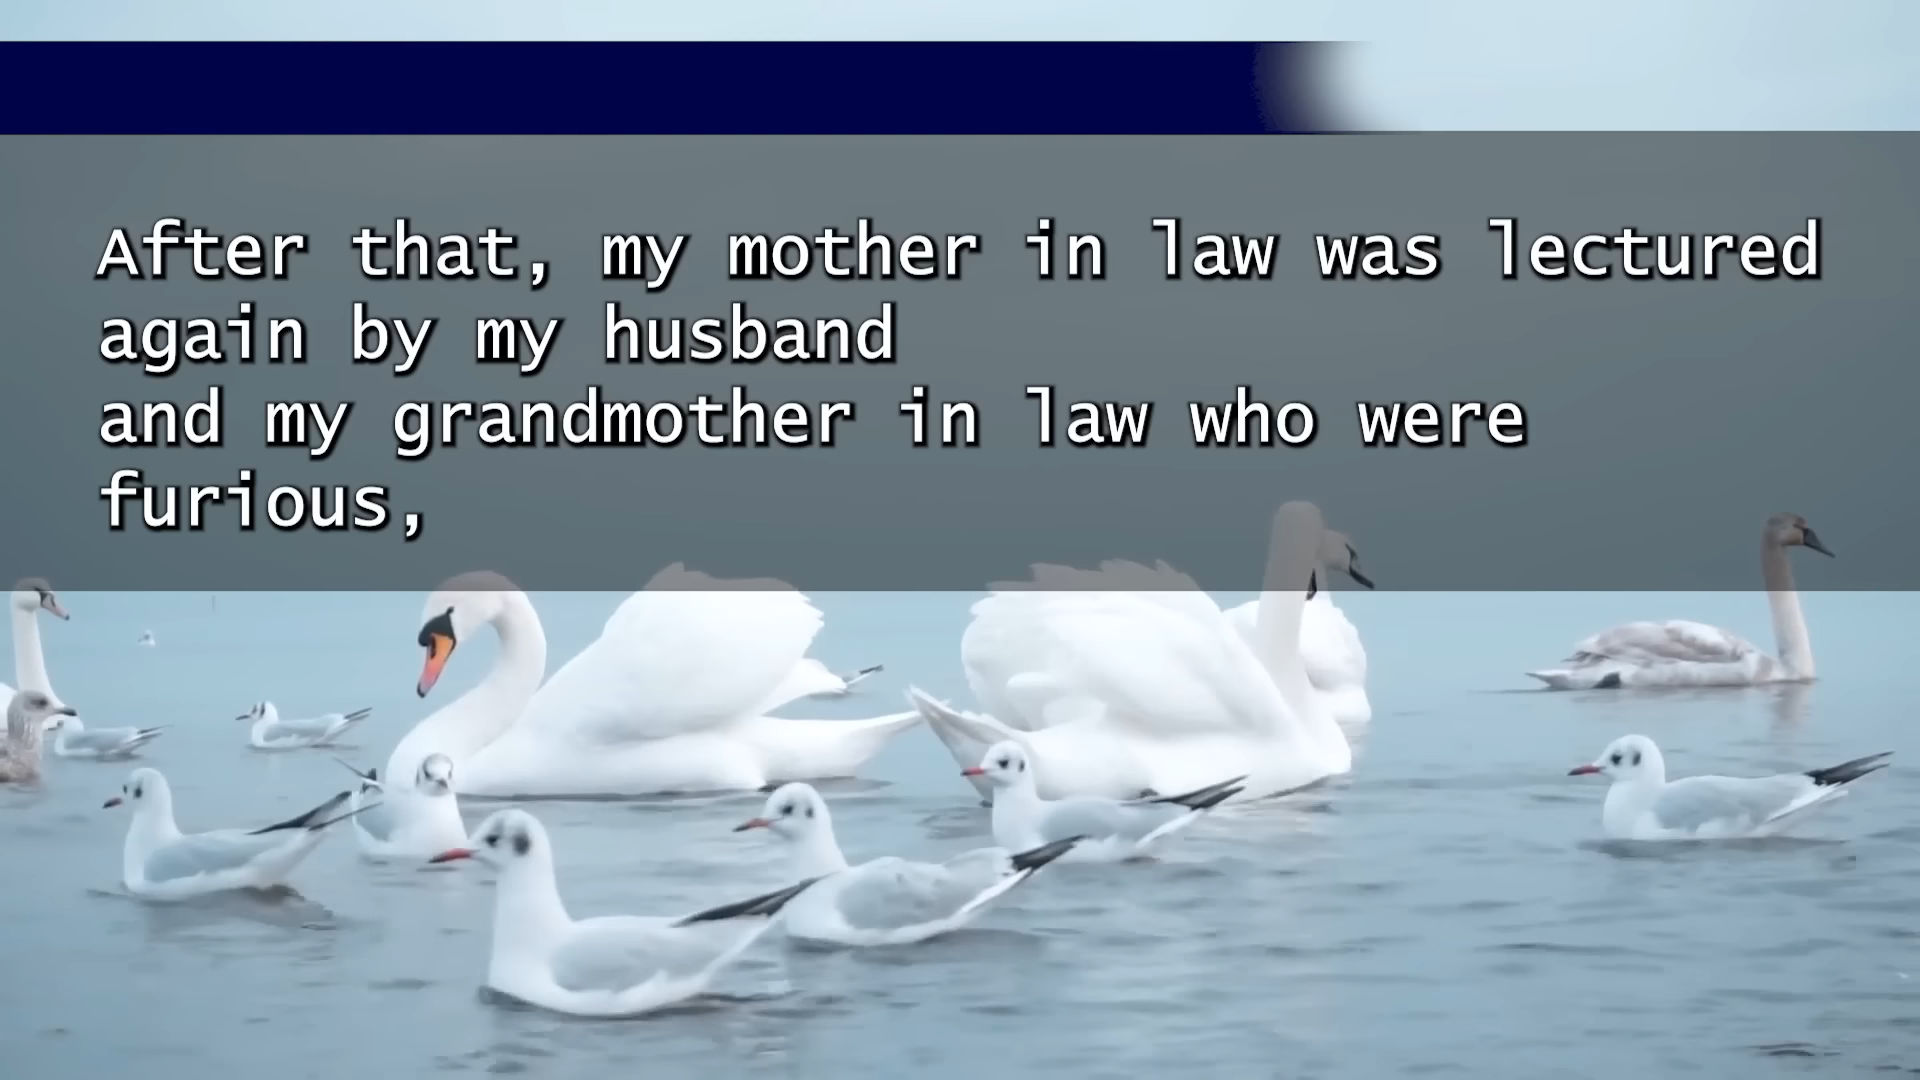 After that, my mother in law was lectured
again by my husband
and my grandmother in law who were
furious,